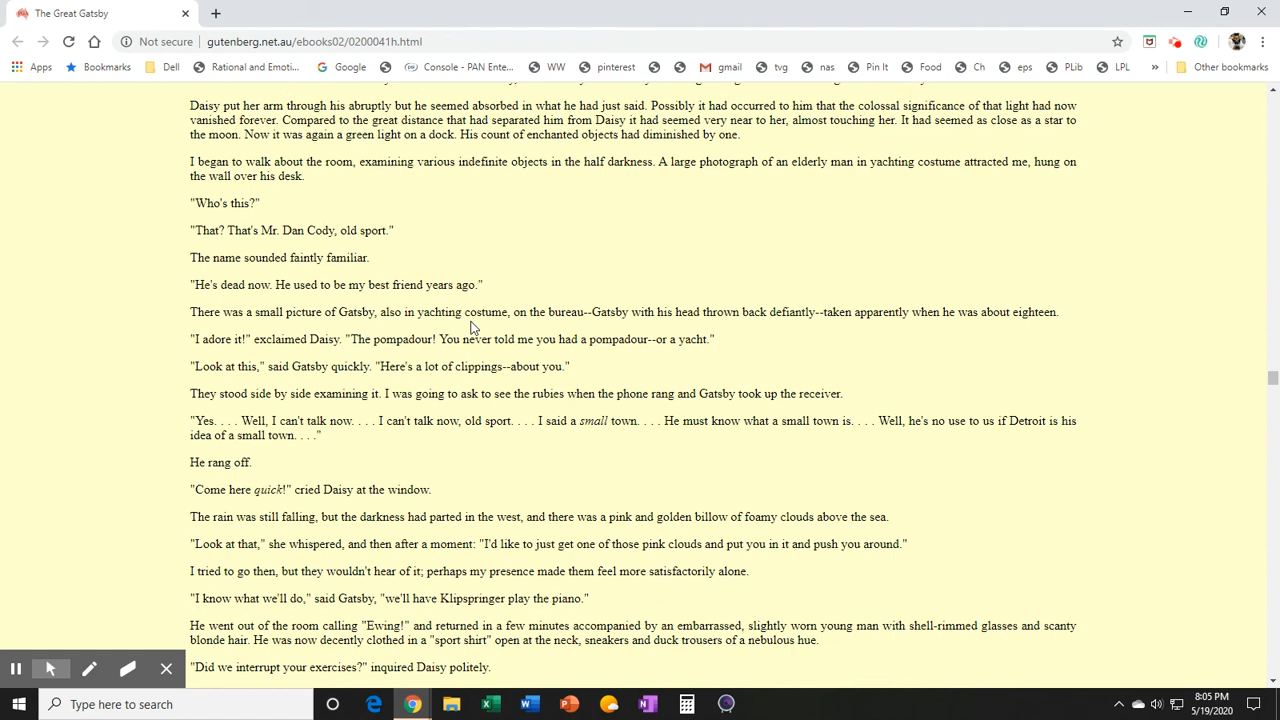 The Great Gatsby
Not secure
gutenberg.net.au/ebooks02/0200041h.html
Apps Bookmarks Dell Rational and Emoti... Google Console - PAN Ente... WW pinterest gmail tvg nas Pin It Food Ch eps PLib LPL » Other bookmarks
Daisy put her arm through his abruptly but he seemed absorbed in what he had just said. Possibly it had occurred to him that the colossal significance of that light had now
vanished forever. Compared to the great distance that had separated him from Daisy it had seemed very near to her, almost touching her. It had seemed as close as a star to
the moon. Now it was again a green light on a dock. His count of enchanted objects had diminished by one.
I began to walk about the room, examining various indefinite objects in the half darkness. A large photograph of an elderly man in yachting costume attracted me, hung on
the wall over his desk.
"Who's this?"
"That? That's Mr. Dan Cody, old sport."
The name sounded faintly familiar.
"He's dead now. He used to be my best friend years ago."
There was a small picture of Gatsby, also in yachting costume, on the bureau--Gatsby with his head thrown back defiantly--taken apparently when he was about eighteen.
"I adore it!" exclaimed Daisy. "The pompadour! You never told me you had a pompadour--or a yacht."
"Look at this," said Gatsby quickly. "Here's a lot of clippings--about you."
They stood side by side examining it. I was going to ask to see the rubies when the phone rang and Gatsby took up the receiver.
"Yes. . . . Well, I can't talk now. . . . I can't talk now, old sport. . . . I said a small town. . . . He must know what a small town is. . . . Well, he's no use to us if Detroit is his
idea of a small town. . . ."
He rang off.
"Come here quick!" cried Daisy at the window.
The rain was still falling, but the darkness had parted in the west, and there was a pink and golden billow of foamy clouds above the sea.
"Look at that," she whispered, and then after a moment: "I'd like to just get one of those pink clouds and put you in it and push you around."
I tried to go then, but they wouldn't hear of it; perhaps my presence made them feel more satisfactorily alone.
"I know what we'll do," said Gatsby, "we'll have Klipspringer play the piano."
He went out of the room calling "Ewing!" and returned in a few minutes accompanied by an embarrassed, slightly worn young man with shell-rimmed glasses and scanty
blonde hair. He was now decently clothed in a "sport shirt" open at the neck, sneakers and duck trousers of a nebulous hue.
"Did we interrupt your exercises?" inquired Daisy politely.
Type here to search
8:05 PM
5/19/2020